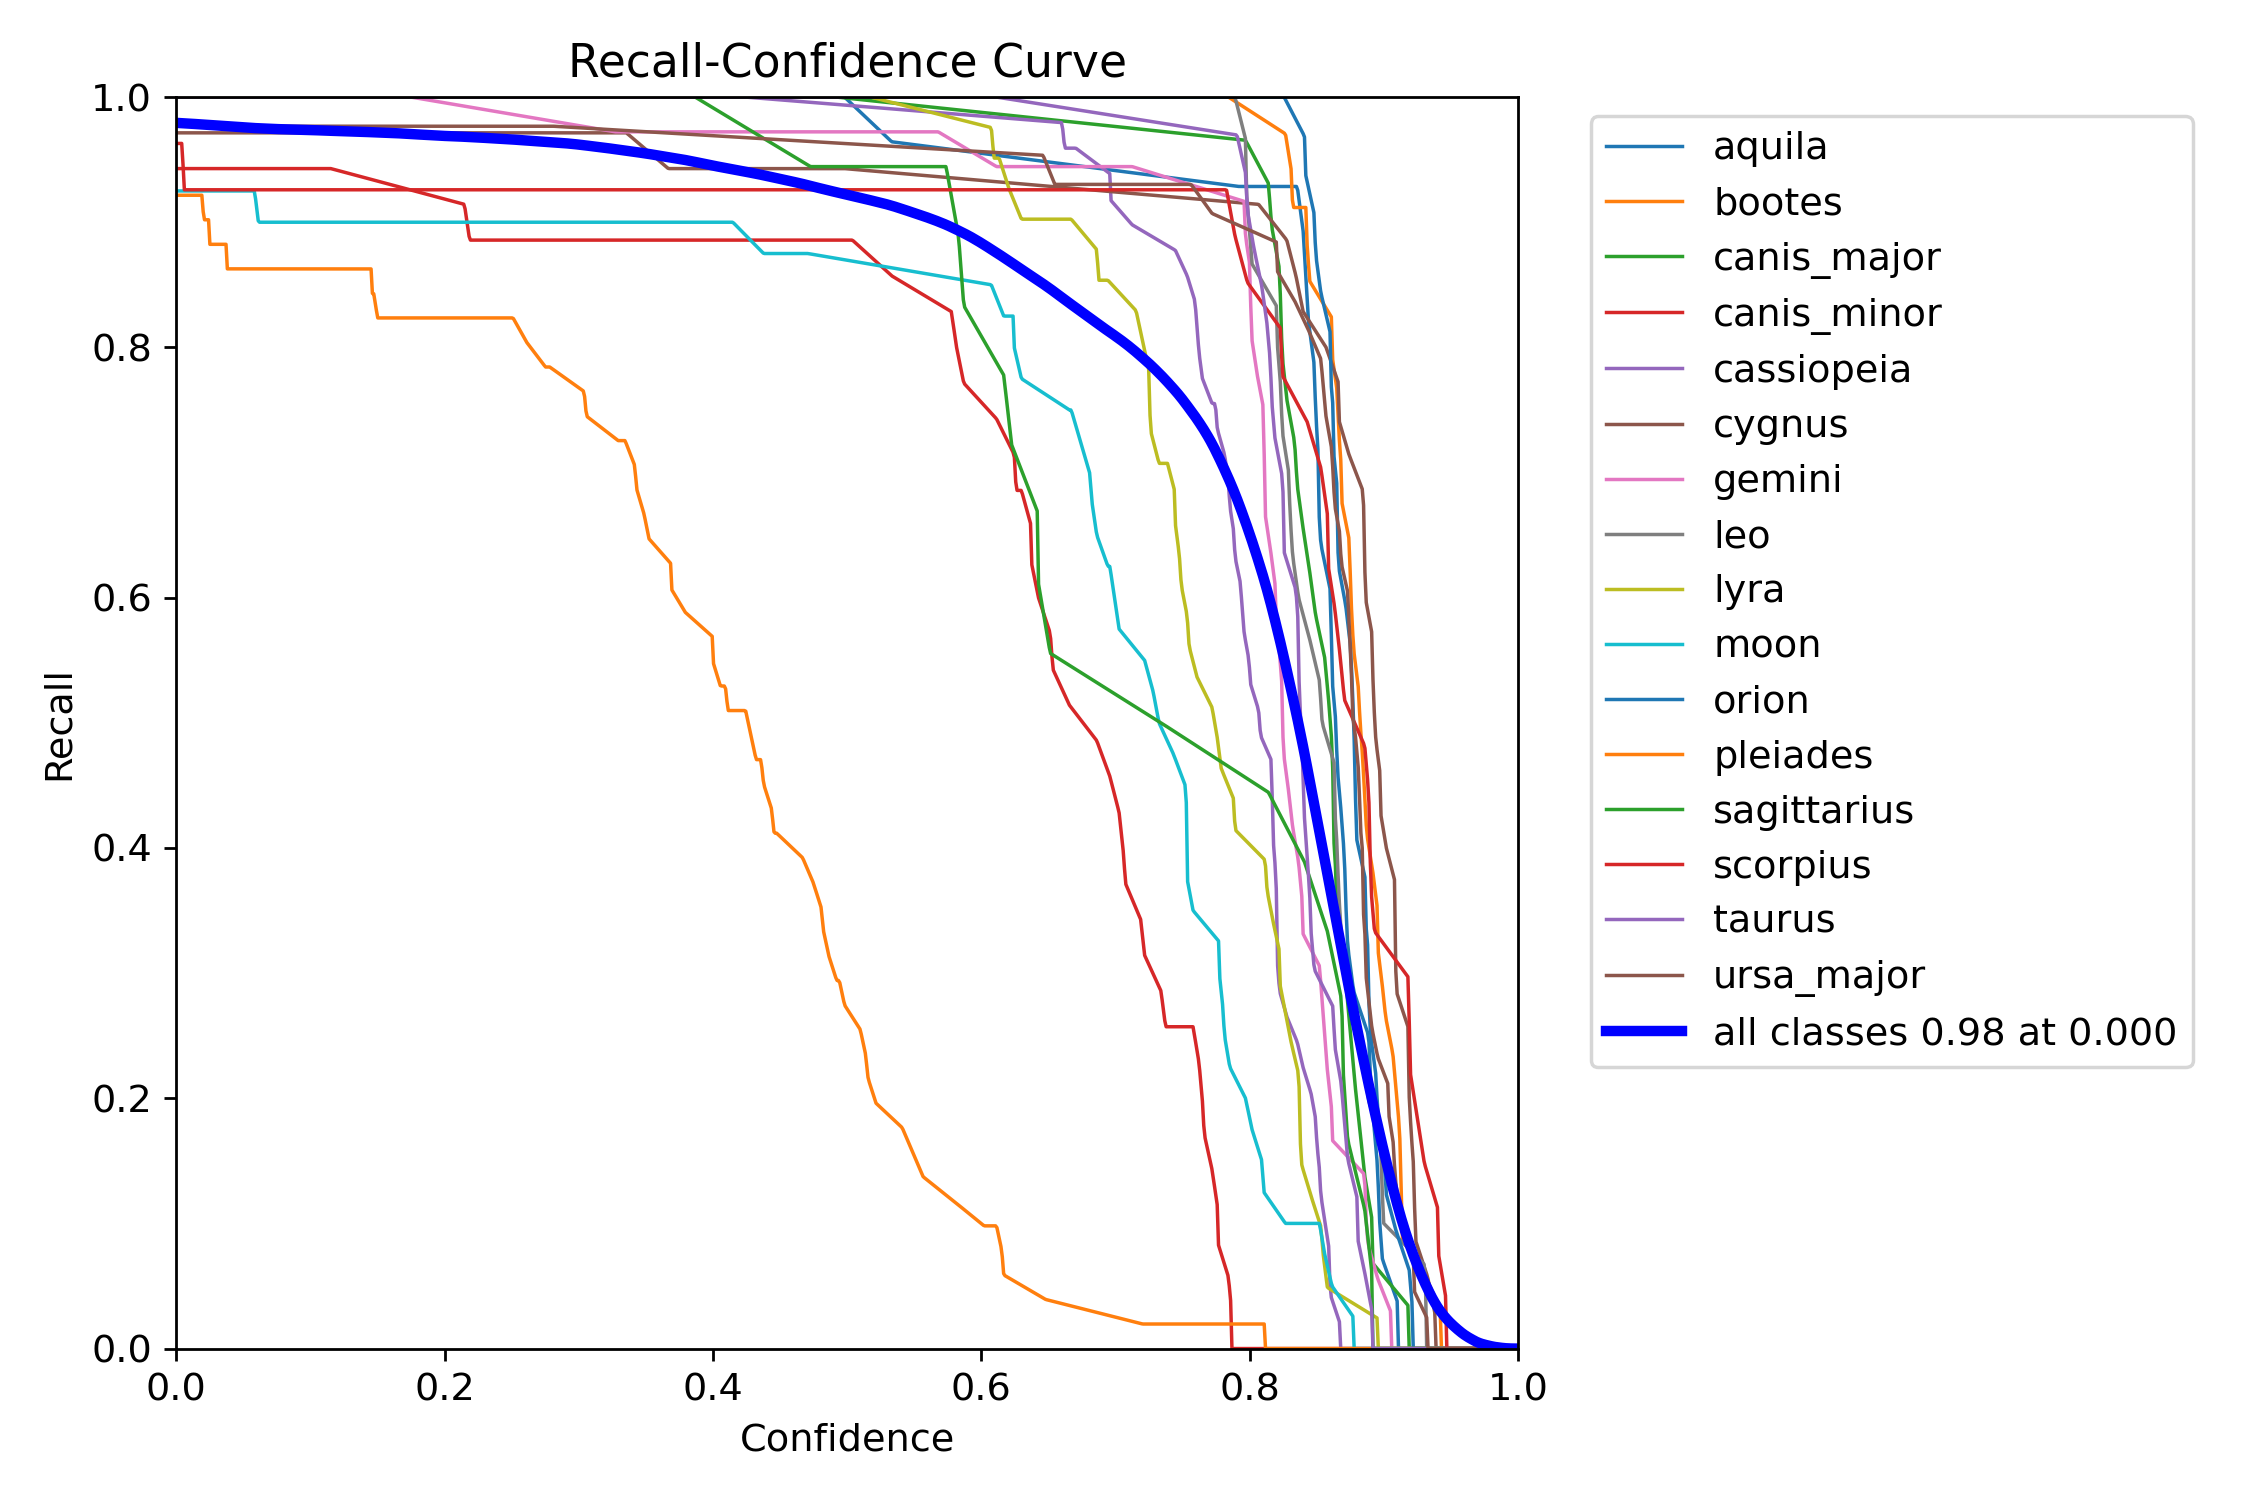 Recall-Confidence Curve
1.0
0.8
0.6
0.4
0.2
0.0
Recall
0.0 0.2 0.4 0.6 0.8 1.0
Confidence
aquila
bootes
canis_major
canis_minor
cassiopeia
cygnus
gemini
leo
lyra
moon
orion
pleiades
sagittarius
scorpius
taurus
ursa_major
all classes 0.98 at 0.000